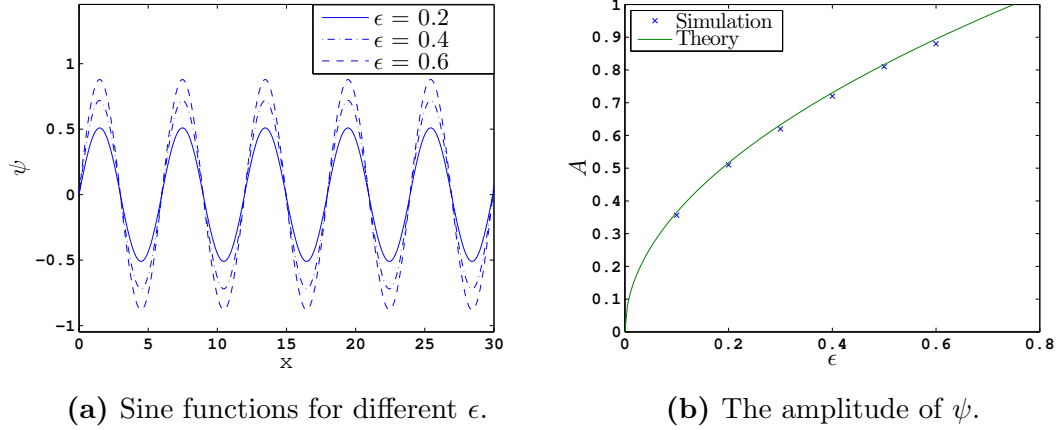 ϵ = 0.2
ϵ = 0.4
ϵ = 0.6
1
0.5
0
−0.5
−1
ψ
0 5 10 15 20 25 30
x
(a) Sine functions for different ϵ.
Simulation
Theory
1
0.9
0.8
0.7
0.6
0.5
0.4
0.3
0.2
0.1
0
A
0 0.2 0.4 0.6 0.8
ϵ
(b) The amplitude of ψ.